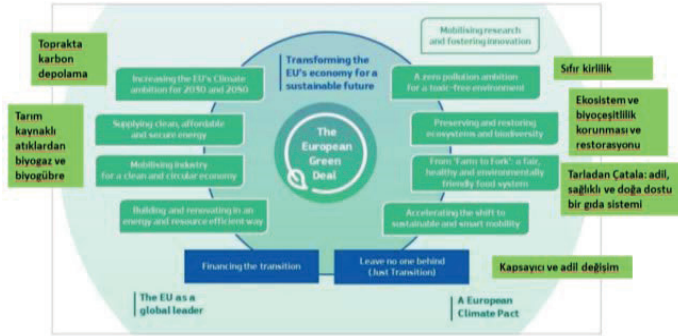 Mobilising research
and fostering innovation
Transforming the
EU's economy for a
sustainable future
Toprakta
karbon
depolama
Increasing the EU's Climate
ambition for 2030 and 2050
A zero pollution ambition
for a toxic-free environment
Sıfır kirlilik
Tarım
kaynaklı
atıklardan
biyogaz ve
biyogübre
Supplying clean, affordable
and secure energy
Preserving and restoring
ecosystems and biodiversity
Ekosistem ve
biyoçeşitlilik
korunması ve
restorasyonu
The
European
Green
Deal
Mobilising industry
for a clean and circular economy
From 'Farm to Fork': a fair,
healthy and environmentally
friendly food system
Tarladan Çatala: adil,
sağlıklı ve doğa dostu
bir gıda sistemi
Building and renovating in an
energy and resource efficient way
Accelerating the shift to
sustainable and smart mobility
Financing the transition
Leave no one behind
(Just Transition)
Kapsayıcı ve adil değişim
The EU as a
global leader
A European
Climate Pact